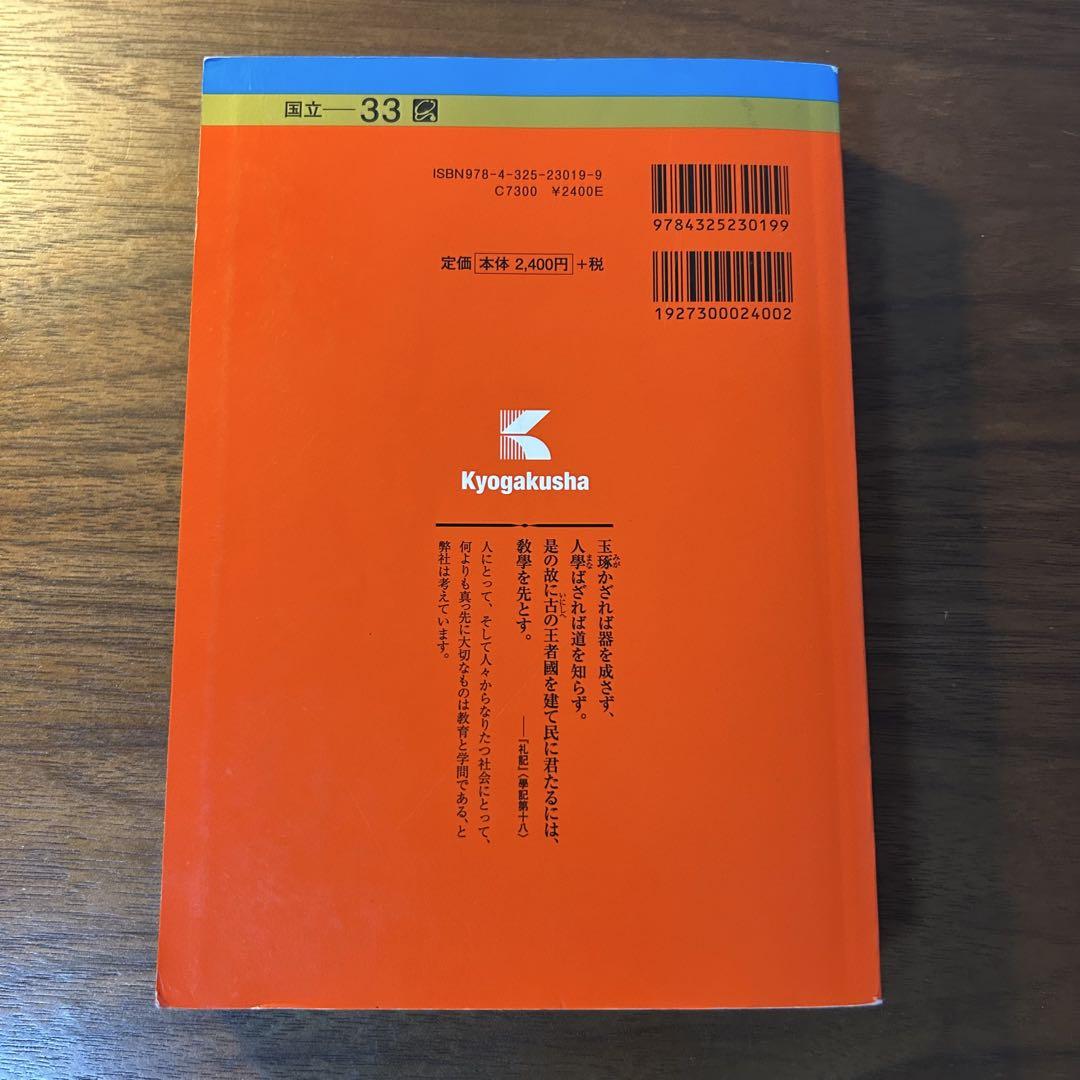 国立―33
ISBN978-4-325-23019-9
C7300 ¥2400E
9784325230199
定価 本体 2,400円 +税
1927300024002
Kyogakusha
玉琢かざれば器を成さず、
人學ばざれば道を知らず。
是の故に古の王者國を建て民に君たるには、
敎學を先とす。
――『礼記』〈學記第十八〉
人にとって、そして人々からなりたつ社会にとって、
何よりも真っ先に大切なものは教育と学問である、と
弊社は考えています。